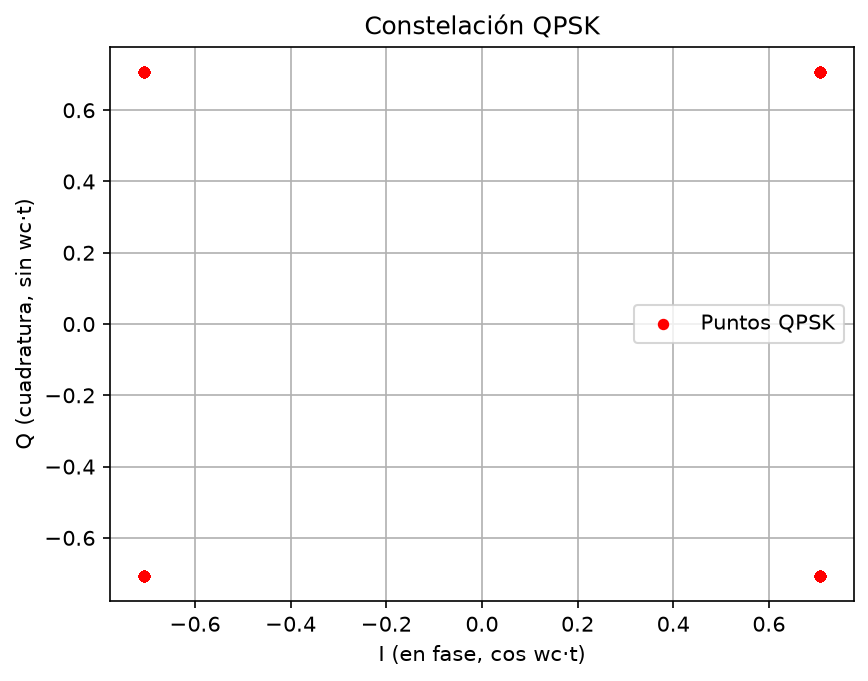 Constelación QPSK
Q (cuadratura, sin wc·t)
0.6
0.4
0.2
0.0
−0.2
−0.4
−0.6
Puntos QPSK
−0.6 −0.4 −0.2 0.0 0.2 0.4 0.6
I (en fase, cos wc·t)